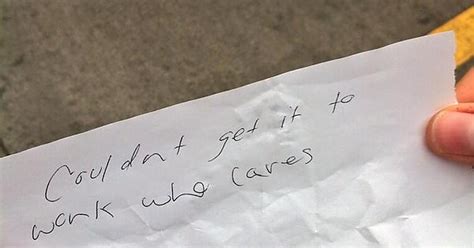 Couldnt get it to
work who cares